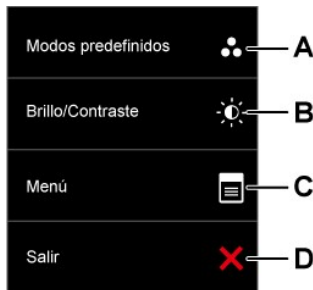 Modos predefinidos A
Brillo/Contraste B
Menú C
Salir D